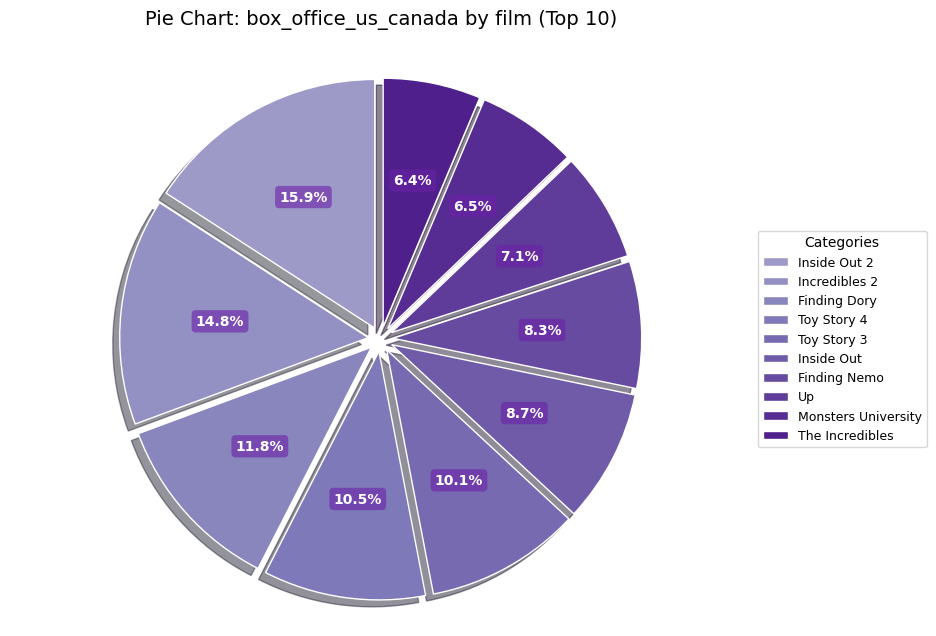 Pie Chart: box_office_us_canada by film (Top 10)
15.9%
14.8%
11.8%
10.5%
10.1%
8.7%
8.3%
7.1%
6.5%
6.4%
Categories
Inside Out 2
Incredibles 2
Finding Dory
Toy Story 4
Toy Story 3
Inside Out
Finding Nemo
Up
Monsters University
The Incredibles